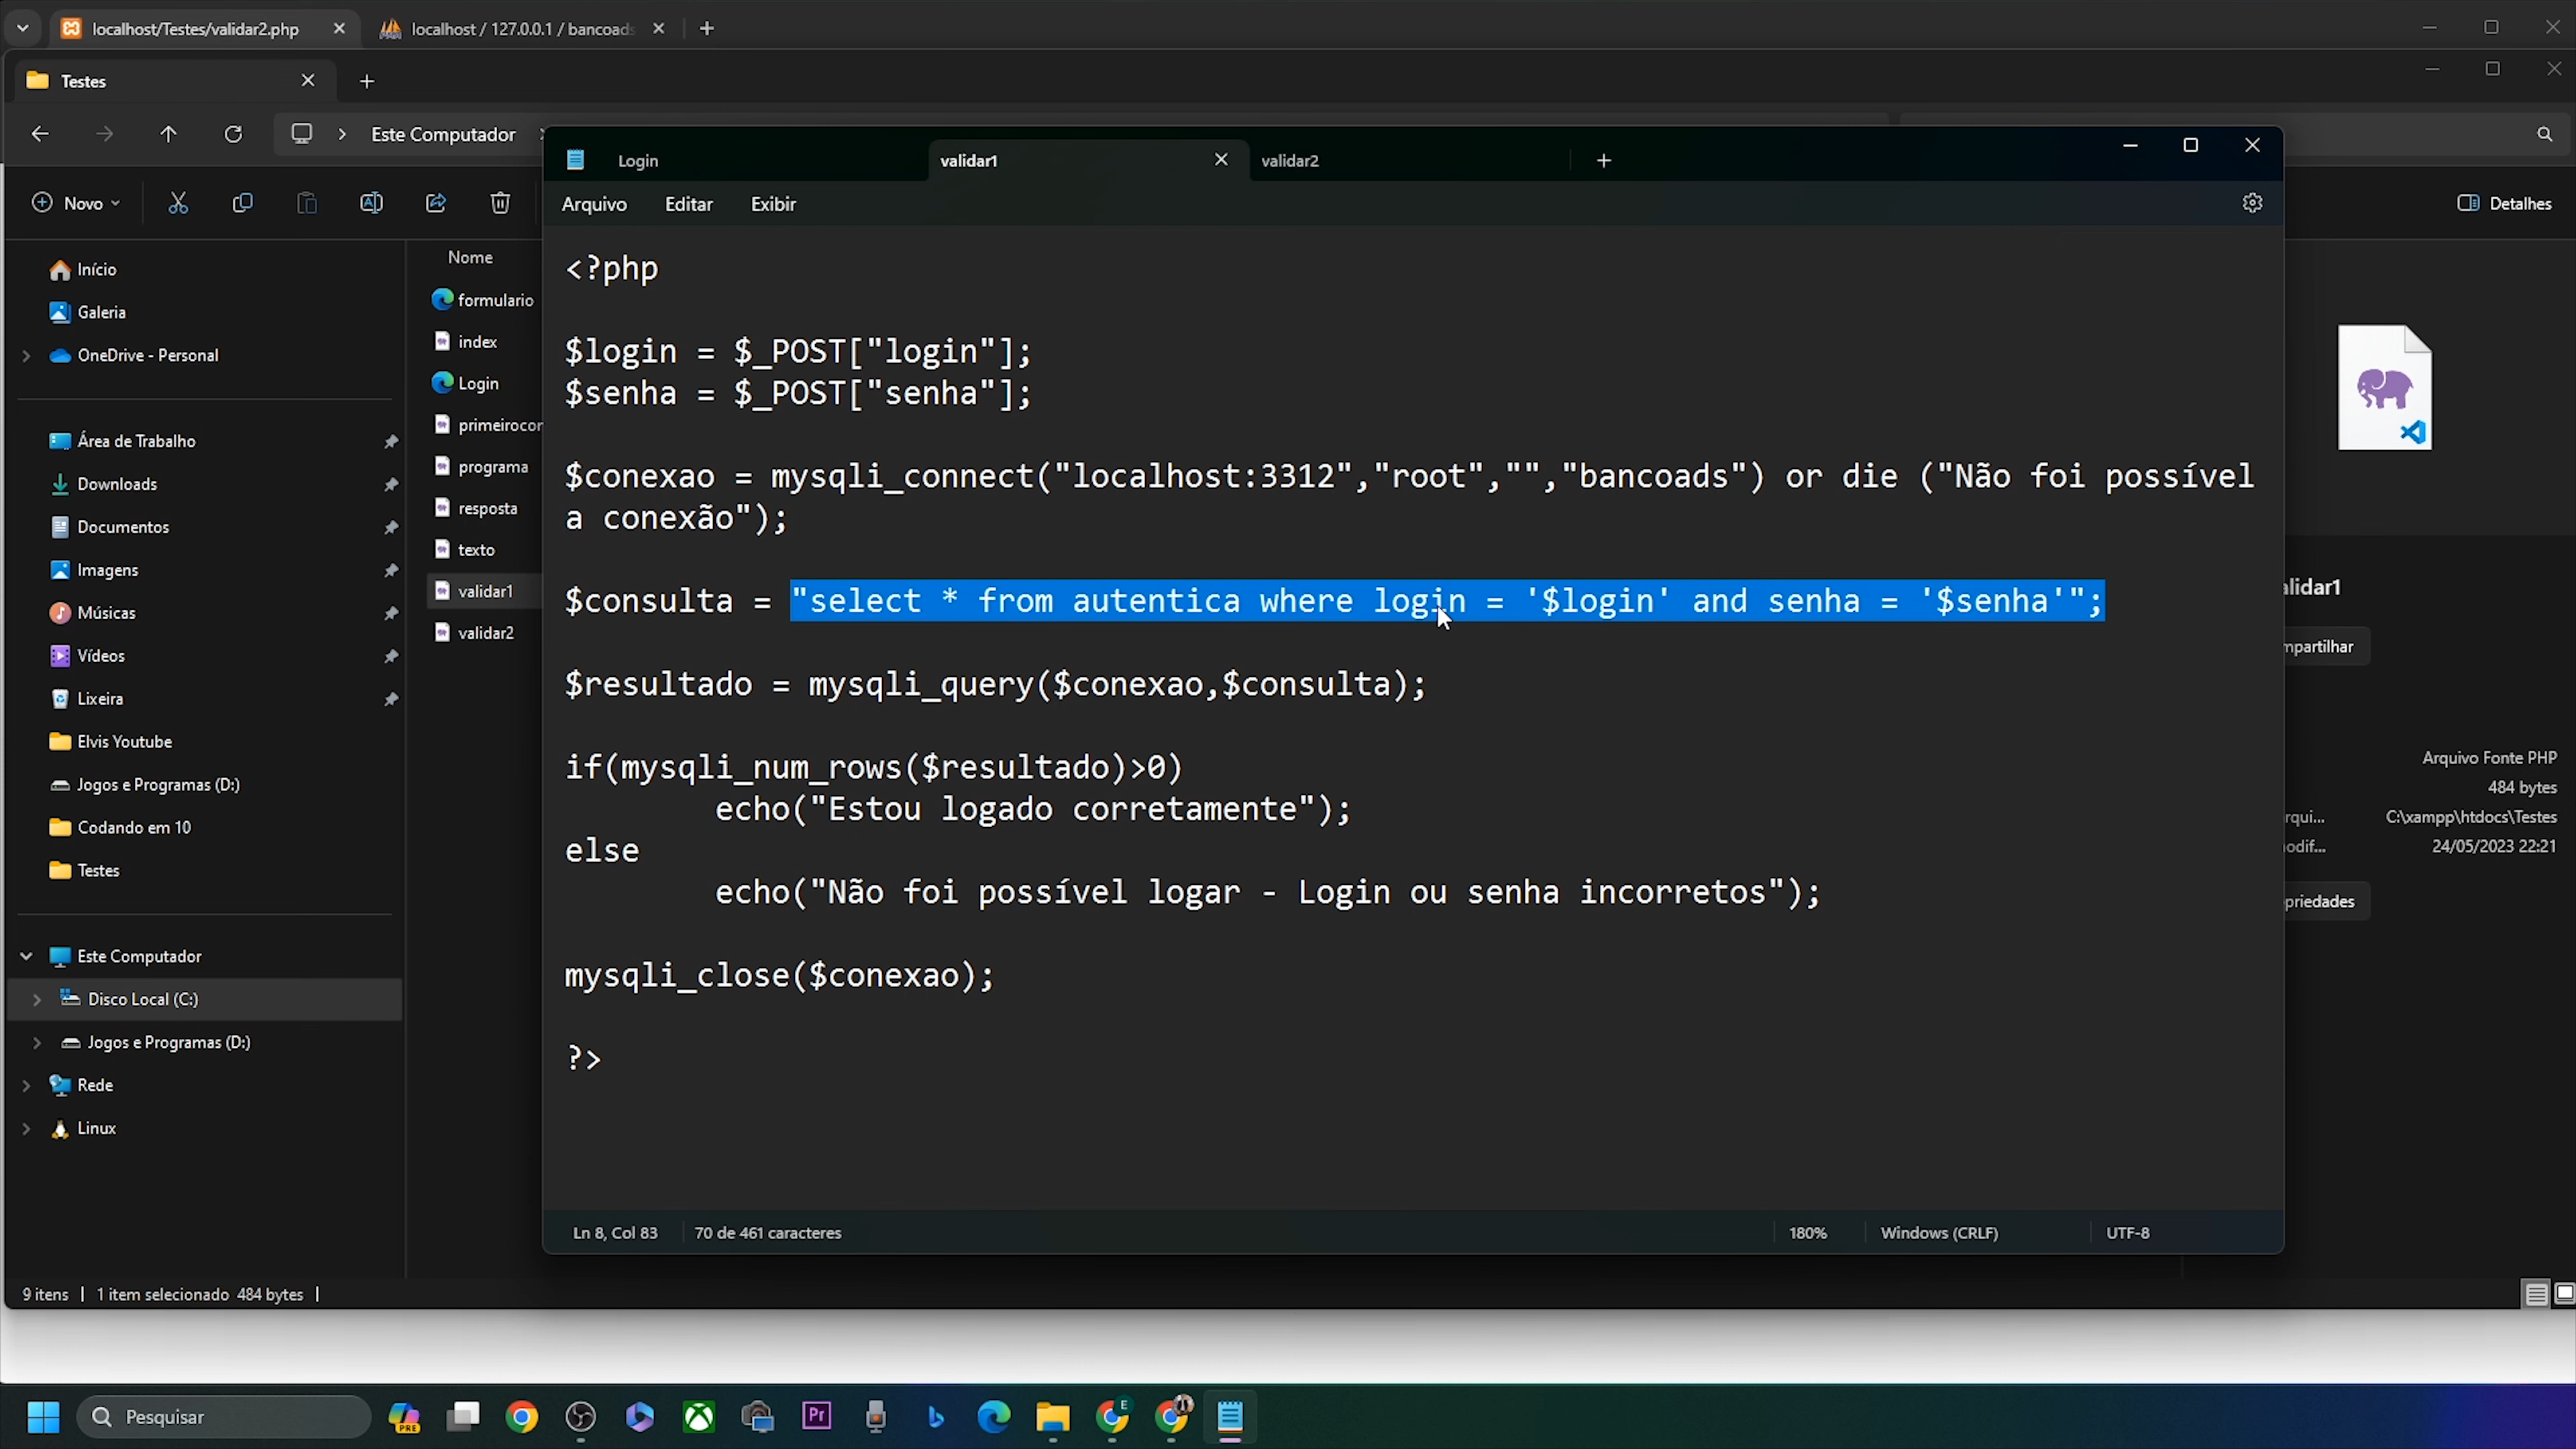 localhost/Testes/validar2.php
localhost / 127.0.0.1 / bancoads
Testes
Este Computador
Login
validar1
validar2
Novo
Arquivo
Editar
Exibir
Detalhes
Início
Galeria
OneDrive - Personal
Área de Trabalho
Downloads
Documentos
Imagens
Músicas
Vídeos
Lixeira
Elvis Youtube
Jogos e Programas (D:)
Codando em 10
Testes
Este Computador
Disco Local (C:)
Jogos e Programas (D:)
Rede
Linux
Nome
formulario
index
Login
primeirocon
programa
resposta
texto
validar1
validar2
<?php
$login = $_POST["login"];
$senha = $_POST["senha"];
$conexao = mysqli_connect("localhost:3312","root","","bancoads") or die ("Não foi possível
a conexão");
$consulta = "select * from autentica where login = '$login' and senha = '$senha'";
$resultado = mysqli_query($conexao,$consulta);
if(mysqli_num_rows($resultado)>0)
echo("Estou logado corretamente");
else
echo("Não foi possível logar - Login ou senha incorretos");
mysqli_close($conexao);
?>
Ln 8, Col 83
70 de 461 caracteres
180%
Windows (CRLF)
UTF-8
alidar1
mpartilhar
Arquivo Fonte PHP
484 bytes
rqui... C:\xampp\htdocs\Testes
odif... 24/05/2023 22:21
priedades
9 itens
1 item selecionado 484 bytes
Pesquisar
PRE
Pr
E